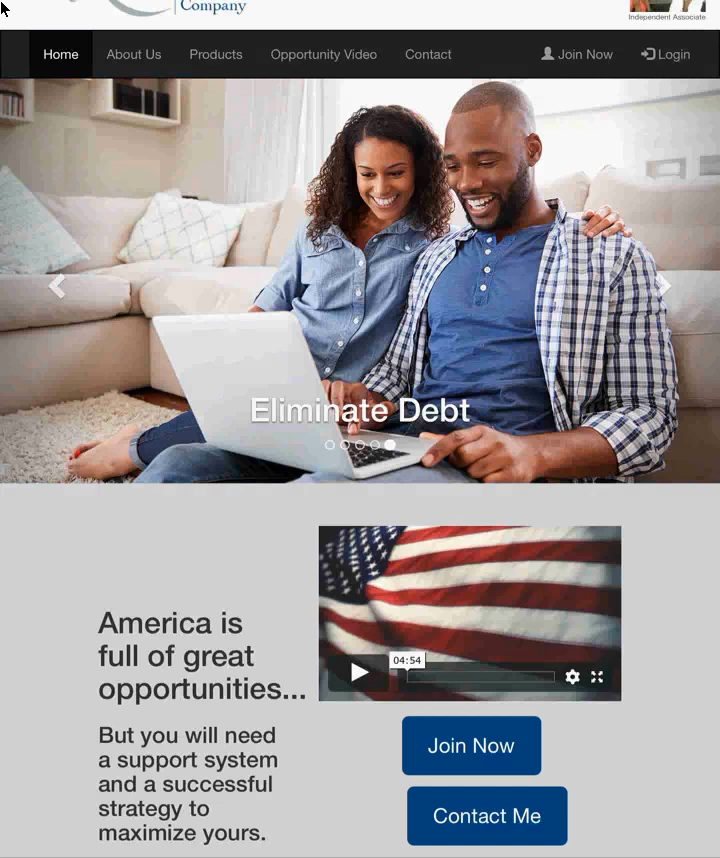 Company
Independent Associate
Home About Us Products Opportunity Video Contact Join Now Login
Eliminate Debt
America is
full of great
opportunities...
04:54
But you will need
a support system
and a successful
strategy to
maximize yours.
Join Now
Contact Me